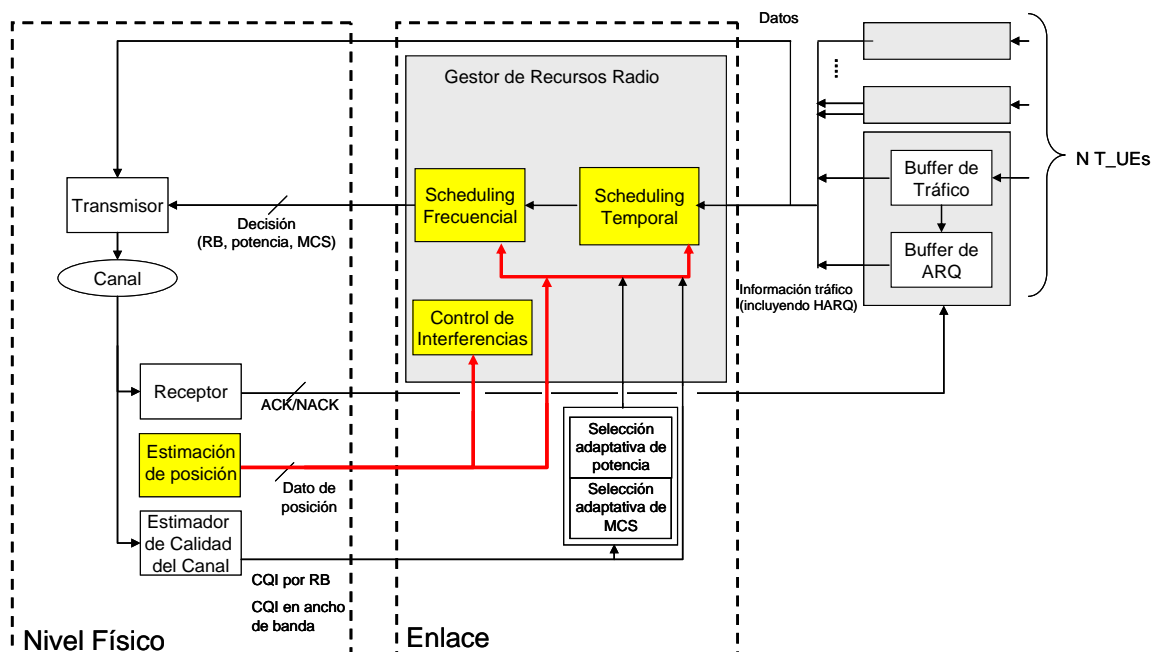 Datos
Gestor de Recursos Radio
N T_UEs
Buffer de
Tráfico
Transmisor
Scheduling
Frecuencial
Scheduling
Temporal
Decisión
(RB, potencia, MCS)
Buffer de
ARQ
Canal
Información tráfico
(incluyendo HARQ)
Control de
Interferencias
Receptor
ACK/NACK
Selección
adaptativa de
potencia
Estimación
de posición
Dato de
posición
Selección
adaptativa de
MCS
Estimador
de Calidad
del Canal
CQI por RB
CQI en ancho
de banda
Nivel Físico
Enlace